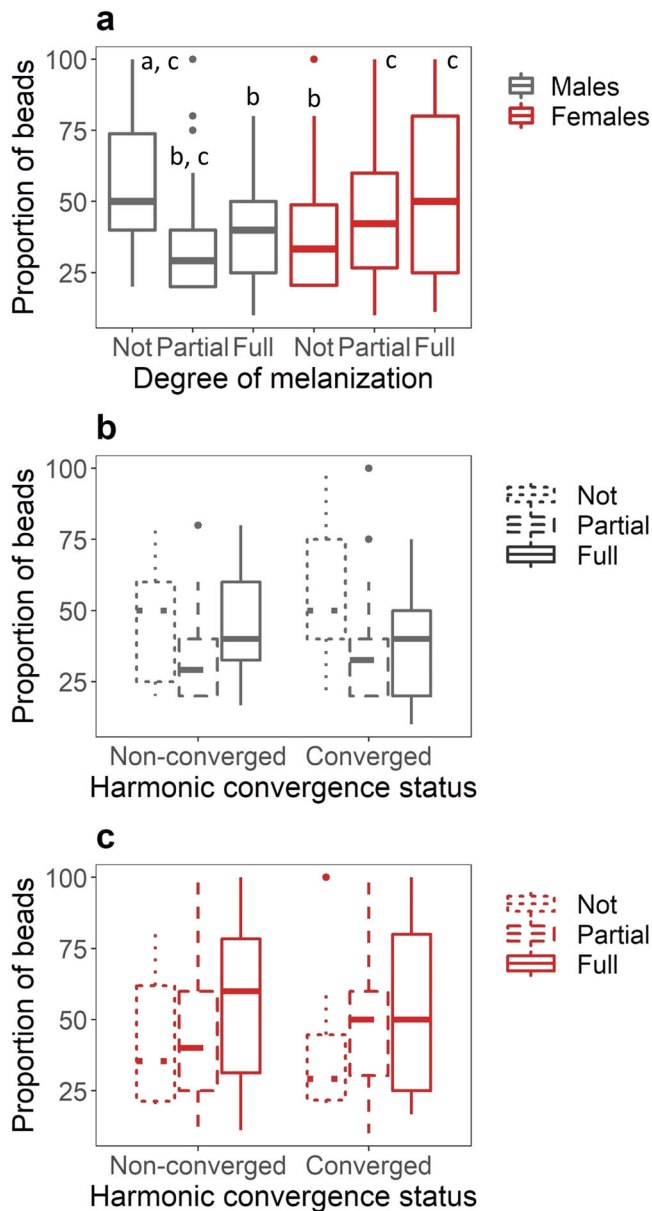 a
100
75
50
25
Proportion of beads
a, c
b, c
b
b
c
c
Not Partial Full Not Partial Full
Degree of melanization
Males
Females
b
100
75
50
25
Proportion of beads
Non-converged Converged
Harmonic convergence status
Not
Partial
Full
c
100
75
50
25
Proportion of beads
Non-converged Converged
Harmonic convergence status
Not
Partial
Full